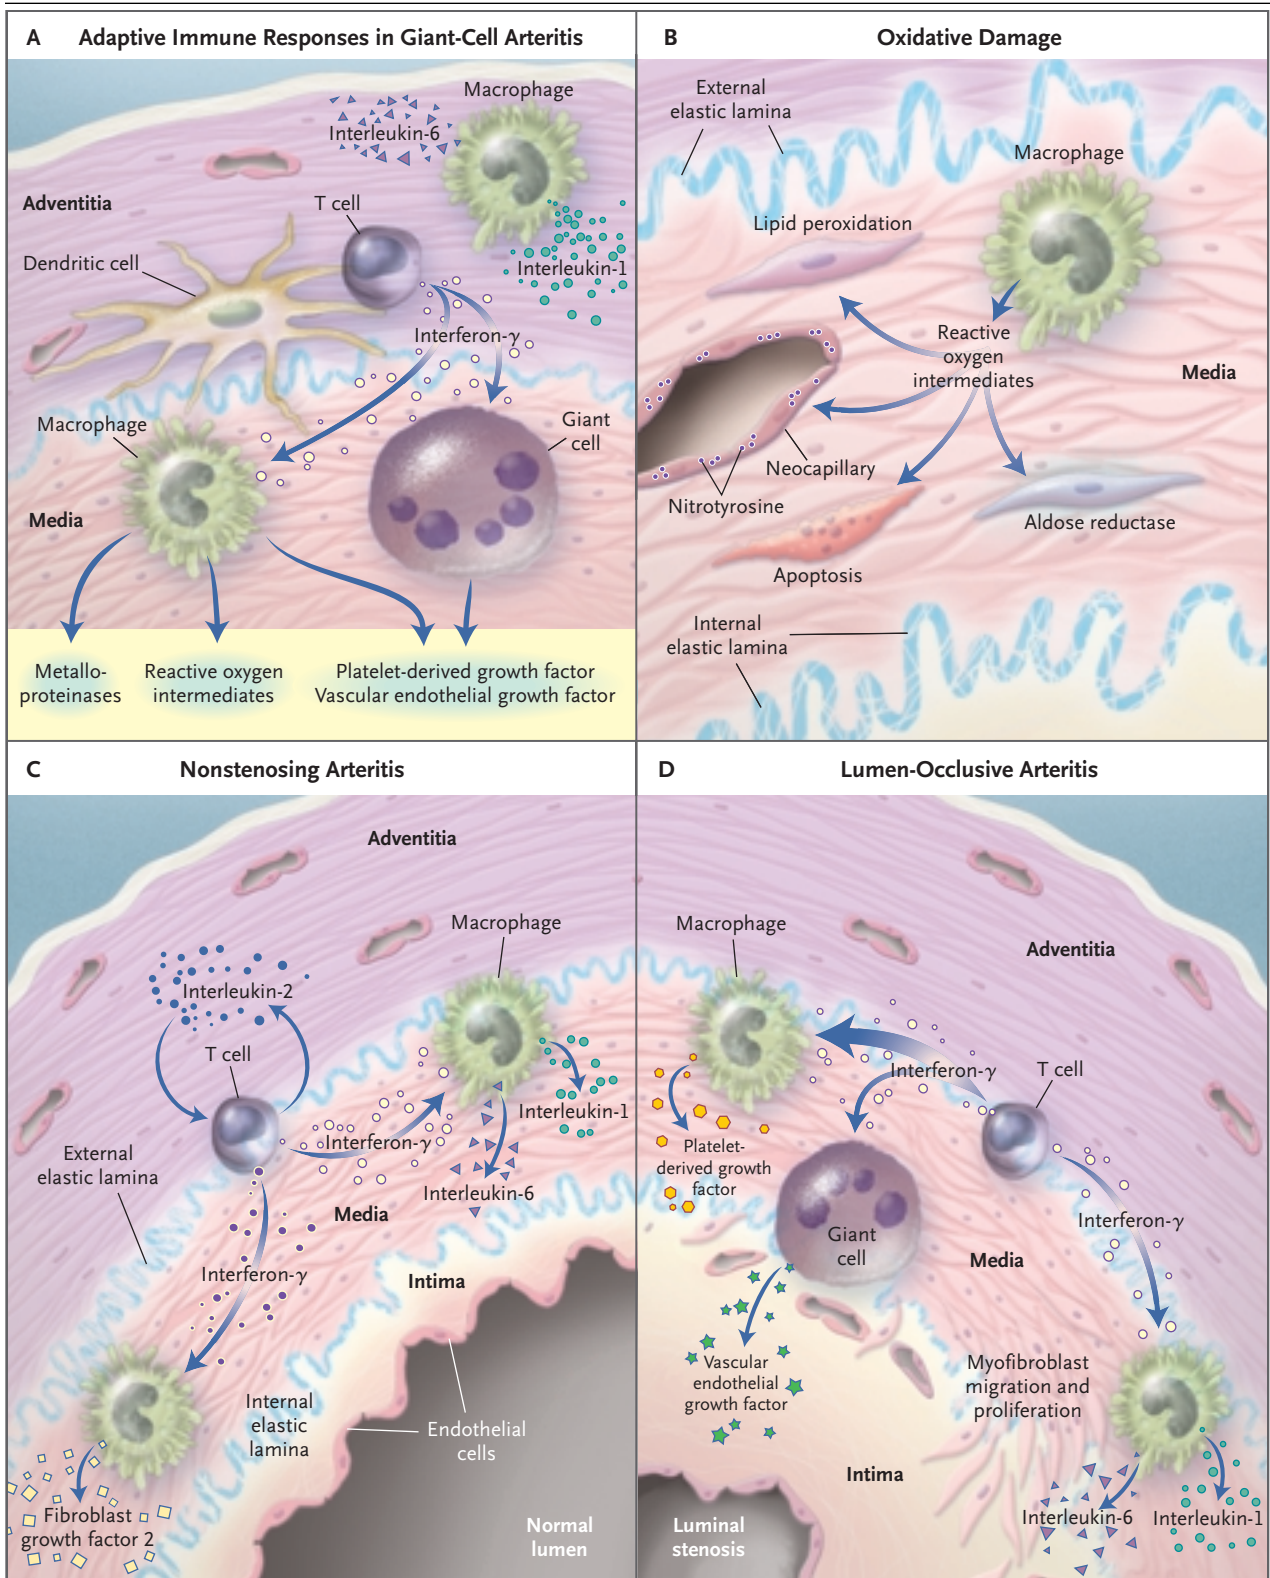 A Adaptive Immune Responses in Giant-Cell Arteritis
Macrophage
Interleukin-6
Adventitia
T cell
Dendritic cell
Interleukin-1
Interferon-γ
Macrophage
Giant
cell
Media
Metallo-
proteinases
Reactive oxygen
intermediates
Platelet-derived growth factor
Vascular endothelial growth factor
B Oxidative Damage
External
elastic lamina
Macrophage
Lipid peroxidation
Reactive
oxygen
intermediates
Media
Neocapillary
Nitrotyrosine
Aldose reductase
Apoptosis
Internal
elastic lamina
C Nonstenosing Arteritis
Adventitia
Macrophage
Interleukin-2
T cell
Interleukin-1
External
elastic lamina
Interferon-γ
Interleukin-6
Media
Interferon-γ
Intima
Internal
elastic
lamina
Endothelial
cells
Fibroblast
growth factor 2
Normal
lumen
D Lumen-Occlusive Arteritis
Macrophage
Adventitia
Interferon-γ
T cell
Platelet-
derived growth
factor
Giant
cell
Interferon-γ
Media
Vascular
endothelial
growth factor
Myofibroblast
migration and
proliferation
Intima
Interleukin-6
Interleukin-1
Luminal
stenosis